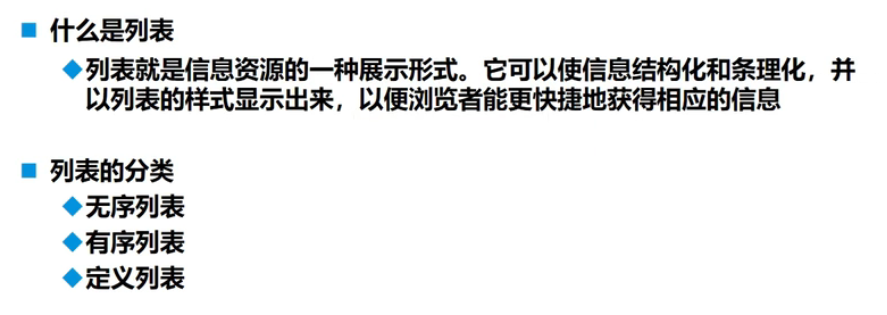 什么是列表
列表就是信息资源的一种展示形式。它可以使信息结构化和条理化，并
以列表的样式显示出来，以便浏览者能更快捷地获得相应的信息
列表的分类
无序列表
有序列表
定义列表